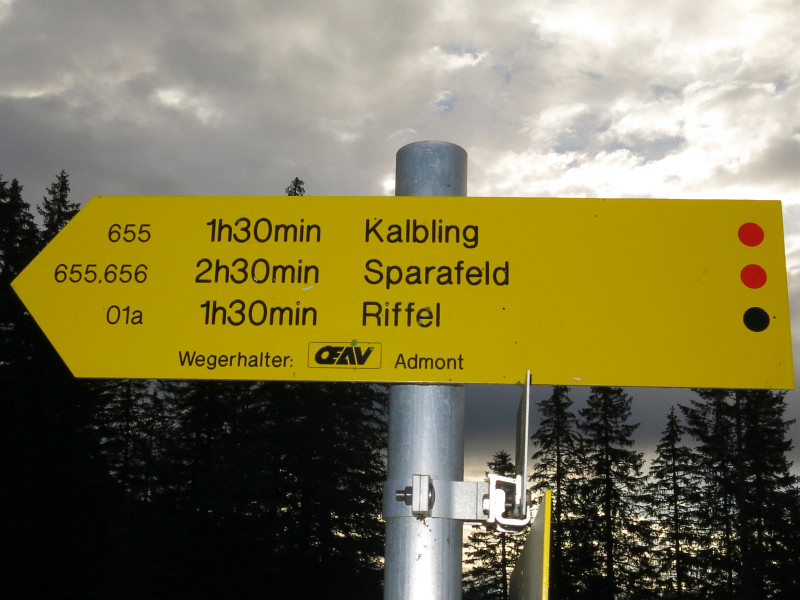 655 1h30min Kalbling
655,656 2h30min Sparafeld
01a 1h30min Riffel
Wegerhalter: OEAV Admont